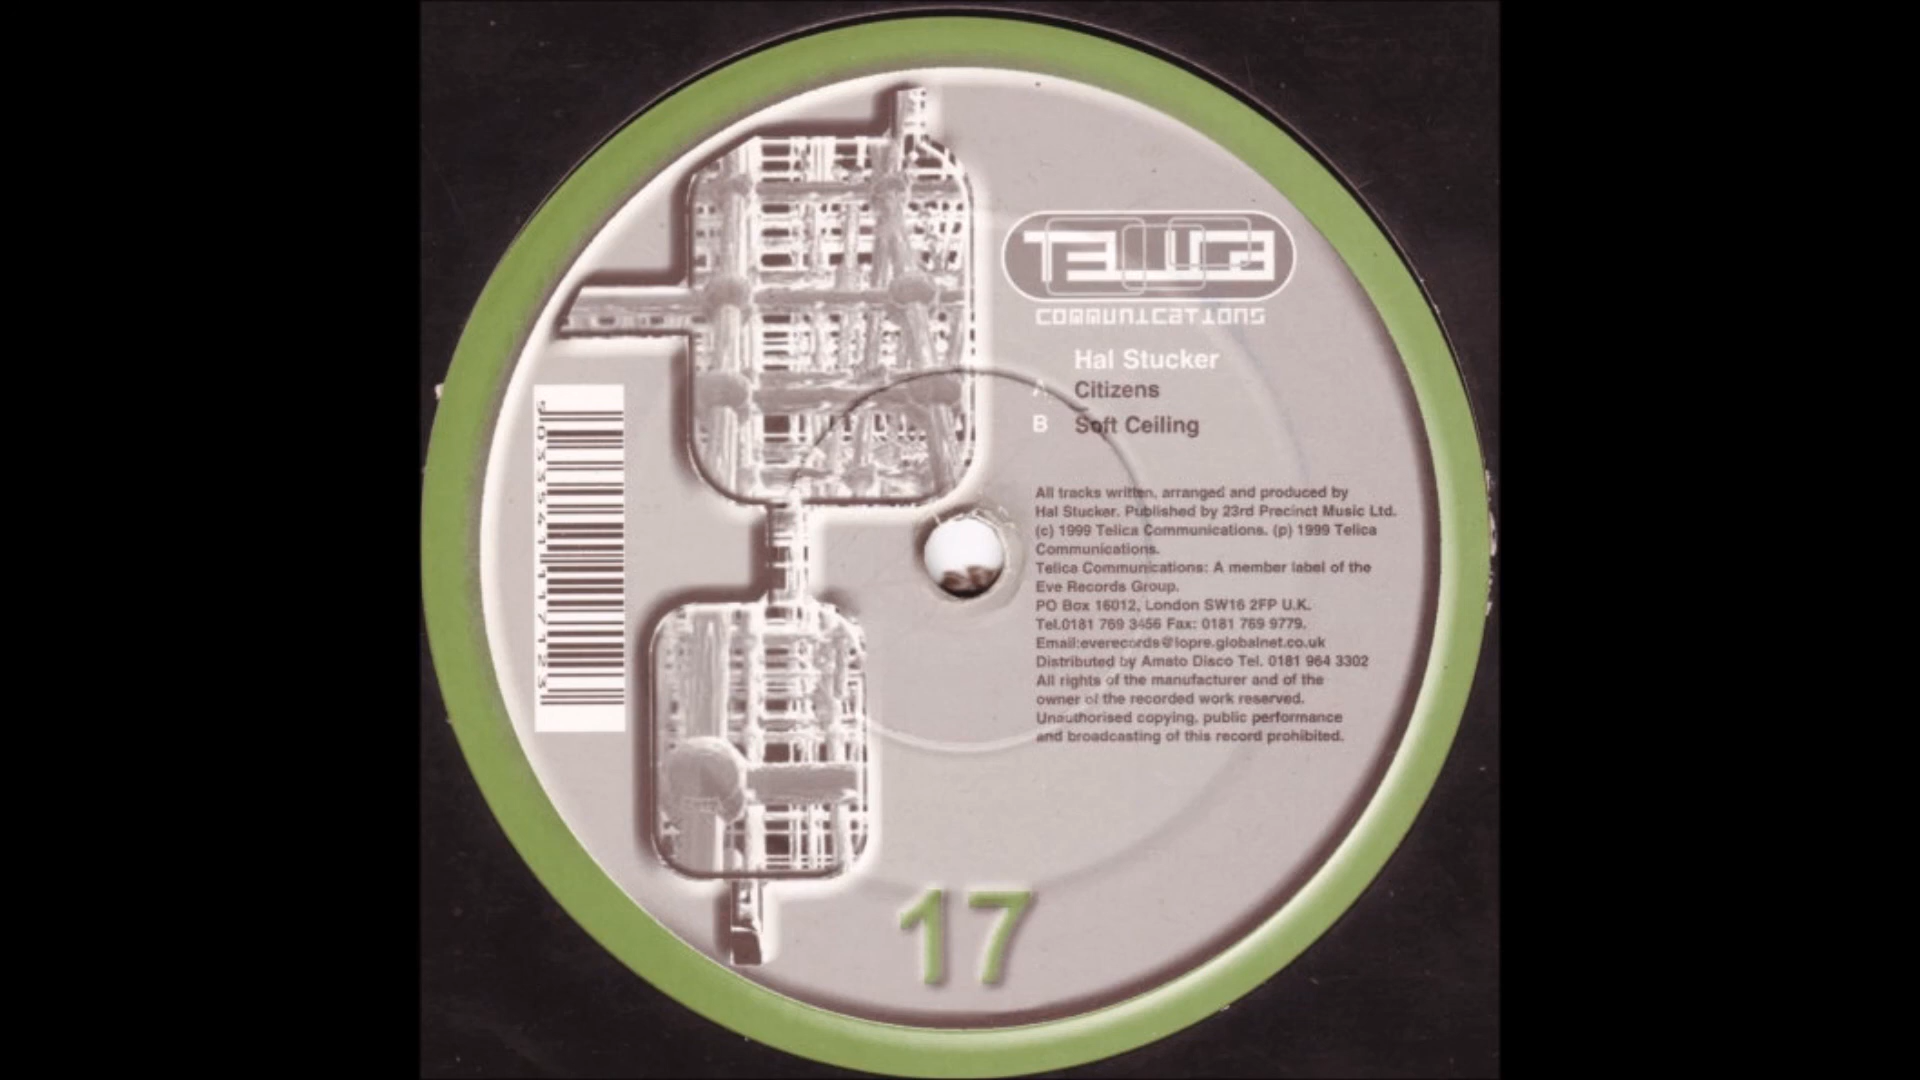 TELICA
COMMUNICATIONS
Hal Stucker
A Citizens
B Soft Ceiling
All tracks written, arranged and produced by
Hal Stucker. Published by 23rd Precinct Music Ltd.
(c) 1999 Telica Communications. (p) 1999 Telica
Communications.
Telica Communications: A member label of the
Eve Records Group.
PO Box 16012, London SW16 2FP U.K.
Tel.0181 769 3456 Fax: 0181 769 9779.
Email:everecords@lopre.globalnet.co.uk
Distributed by Amato Disco Tel. 0181 964 3302
All rights of the manufacturer and of the
owner of the recorded work reserved.
Unauthorised copying, public performance
and broadcasting of this record prohibited.
17